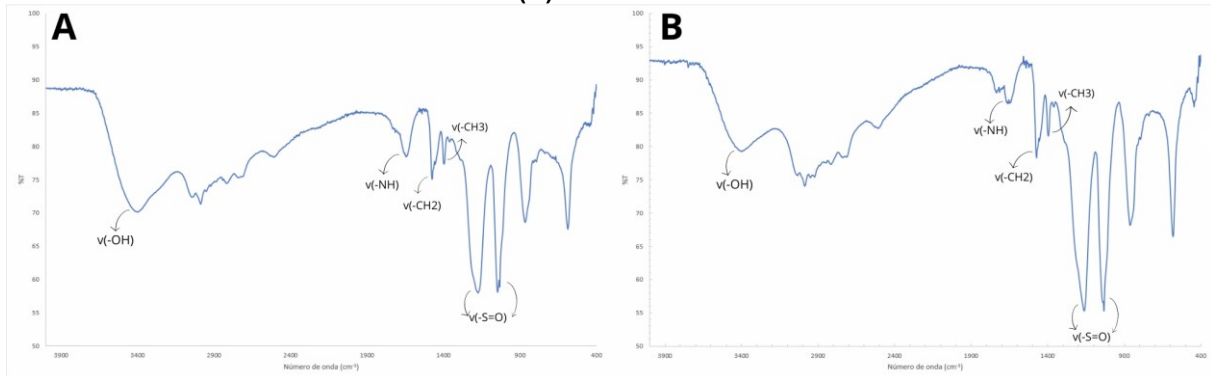 A
100
95
90
85
80
75
70
65
60
55
50
%T
ν(-OH)
ν(-NH)
ν(-CH2)
ν(-CH3)
ν(-S=O)
3900
3400
2900
2400
1900
1400
900
400
Número de onda (cm⁻¹)
B
100
95
90
85
80
75
70
65
60
55
50
%T
ν(-OH)
ν(-NH)
ν(-CH2)
ν(-CH3)
ν(-S=O)
3900
3400
2900
2400
1900
1400
900
400
Número de onda (cm⁻¹)